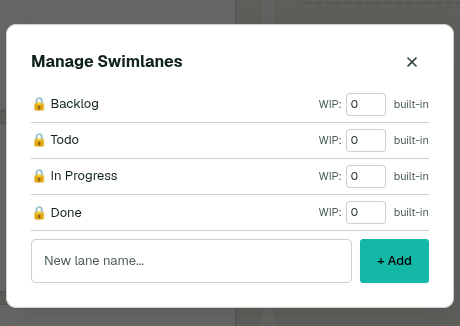 Manage Swimlanes ✕
🔒 Backlog WIP: 0 built-in
🔒 Todo WIP: 0 built-in
🔒 In Progress WIP: 0 built-in
🔒 Done WIP: 0 built-in
New lane name... + Add